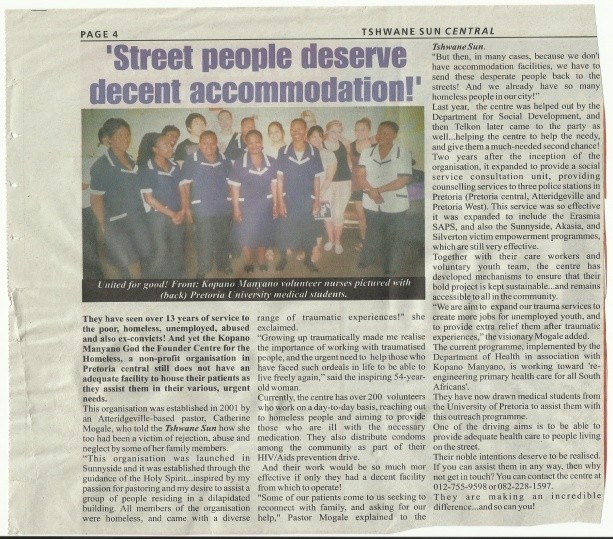 PAGE 4
TSHWANE SUN CENTRAL
'Street people deserve
decent accommodation!'
United for good! Front: Kopano Manyano volunteer nurses pictured with
(back) Pretoria University medical students.
They have seen over 13 years of service to
the poor, homeless, unemployed, abused
and also ex-convicts! And yet the Kopano
Manyano God the Founder Centre for the
Homeless, a non-profit organisation in
Pretoria central still does not have an
adequate facility to house their patients as
they assist them in their various, urgent
needs.
This organisation was established in 2001 by
an Atteridgeville-based pastor, Catherine
Mogale, who told the Tshwane Sun how she
too had been a victim of rejection, abuse and
neglect by some of her family members.
"This organisation was launched in
Sunnyside and it was established through the
guidance of the Holy Spirit...inspired by my
passion for pastoring and my desire to assist a
group of people residing in a dilapidated
building. All members of the organisation
were homeless, and came with a diverse
range of traumatic experiences!" she
exclaimed.
"Growing up traumatically made me realise
the importance of working with traumatised
people, and the urgent need to help those who
have faced such ordeals in life to be able to
live freely again," said the inspiring 54-year-
old woman.
Currently, the centre has over 200 volunteers
who work on a day-to-day basis, reaching out
to homeless people and aiming to provide
those who are ill with the necessary
medication. They also distribute condoms
among the community as part of their
HIV/Aids prevention drive.
And their work would be so much mor
effective if only they had a decent facility
from which to operate!
"Some of our patients come to us seeking to
reconnect with family, and asking for our
help," Pastor Mogale explained to the
Tshwane Sun.
"But then, in many cases, because we don't
have accommodation facilities, we have to
send these desperate people back to the
streets! And we already have so many
homeless people in our city!"
Last year, the centre was helped out by the
Department for Social Development, and
then Telkon later came to the party as
well...helping the centre to help the needy,
and give them a much-needed second chance!
Two years after the inception of the
organisation, it expanded to provide a social
service consultation unit, providing
counselling services to three police stations in
Pretoria (Pretoria central, Atteridgeville and
Pretoria West). This service was so effective
it was expanded to include the Erasmia
SAPS, and also the Sunnyside, Akasia, and
Silverton victim empowerment programmes,
which are still very effective.
Together with their care workers and
voluntary youth team, the centre has
developed mechanisms to ensure that their
bold project is kept sustainable...and remains
accessible to all in the community.
"We are aim to expand our trauma services to
create more jobs for unemployed youth, and to
provide extra relief them after traumatic
experiences," the visionary Mogale added.
The current programme, implemented by the
Department of Health in association with
Kopano Manyano, is working toward 're-
engineering primary health care for all South
Africans'.
They have now drawn medical students from
the University of Pretoria to assist them with
this outreach programme.
One of the driving aims is to be able to
provide adequate health care to people living
on the street.
Their noble intentions deserve to be realised.
If you can assist them in any way, then why
not get in touch? You can contact the centre at
012-755-9598 or 082-228-1597.
They are making an incredible
difference...and so can you!